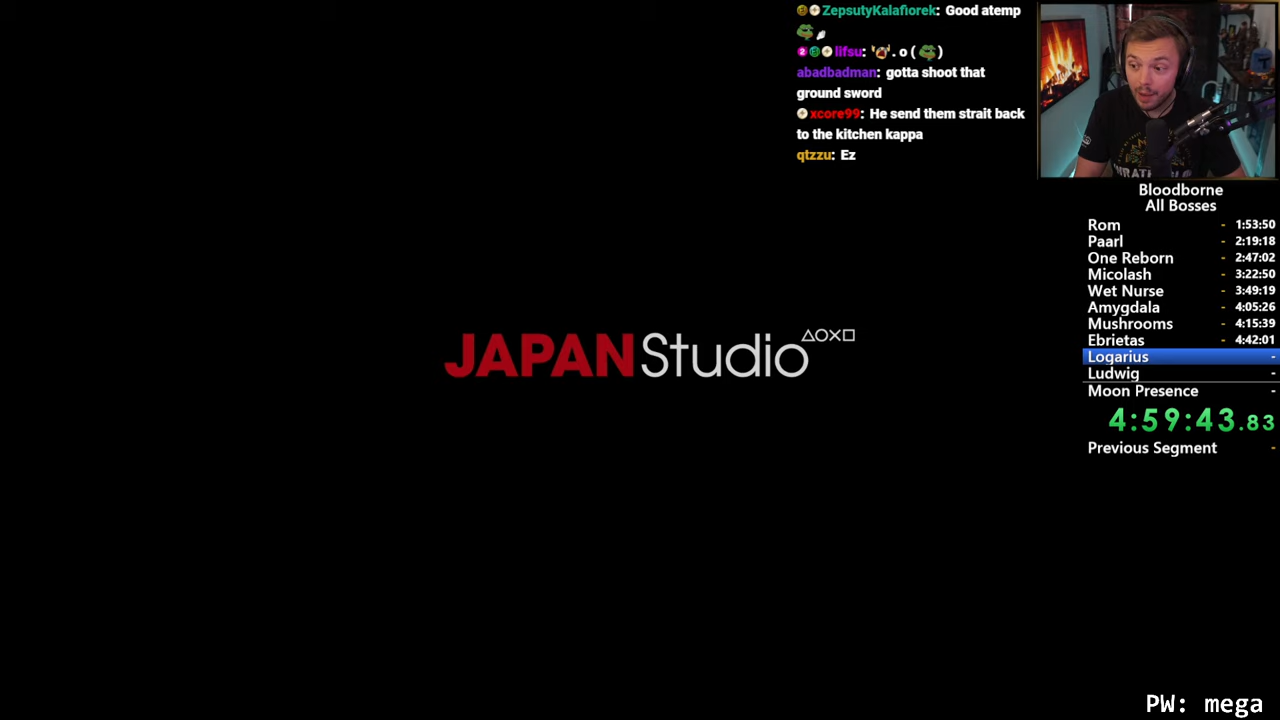 ZepsutyKalafiorek: Good atemp
lifsu: . o ( )
abadbadman: gotta shoot that
ground sword
xcore99: He send them strait back
to the kitchen kappa
qtzzu: Ez
JAPAN Studio
Bloodborne
All Bosses
Rom - 1:53:50
Paarl - 2:19:18
One Reborn - 2:47:02
Micolash - 3:22:50
Wet Nurse - 3:49:19
Amygdala - 4:05:26
Mushrooms - 4:15:39
Ebrietas - 4:42:01
Logarius -
Ludwig -
Moon Presence -
4:59:43.83
Previous Segment -
PW: mega